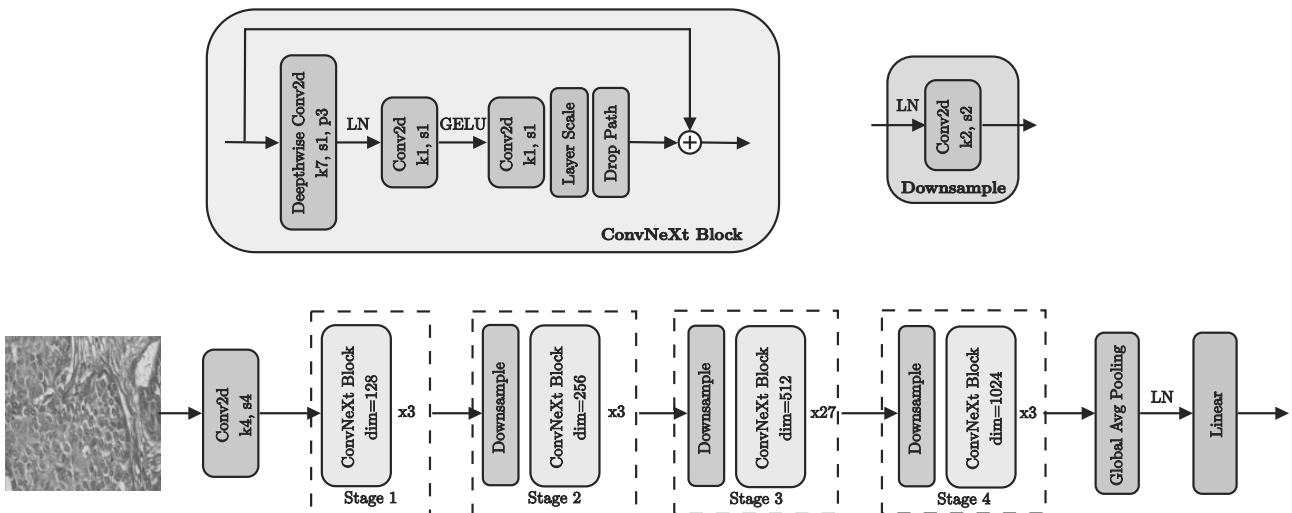 Deepthwise Conv2d
k7, s1, p3
LN
Conv2d
k1, s1
GELU
Conv2d
k1, s1
Layer Scale
Drop Path
ConvNeXt Block
LN
Conv2d
k2, s2
Downsample
Conv2d
k4, s4
ConvNeXt Block
dim=128
x3
Stage 1
Downsample
ConvNeXt Block
dim=256
x3
Stage 2
Downsample
ConvNeXt Block
dim=512
x27
Stage 3
Downsample
ConvNeXt Block
dim=1024
x3
Stage 4
Global Avg Pooling
LN
Linear